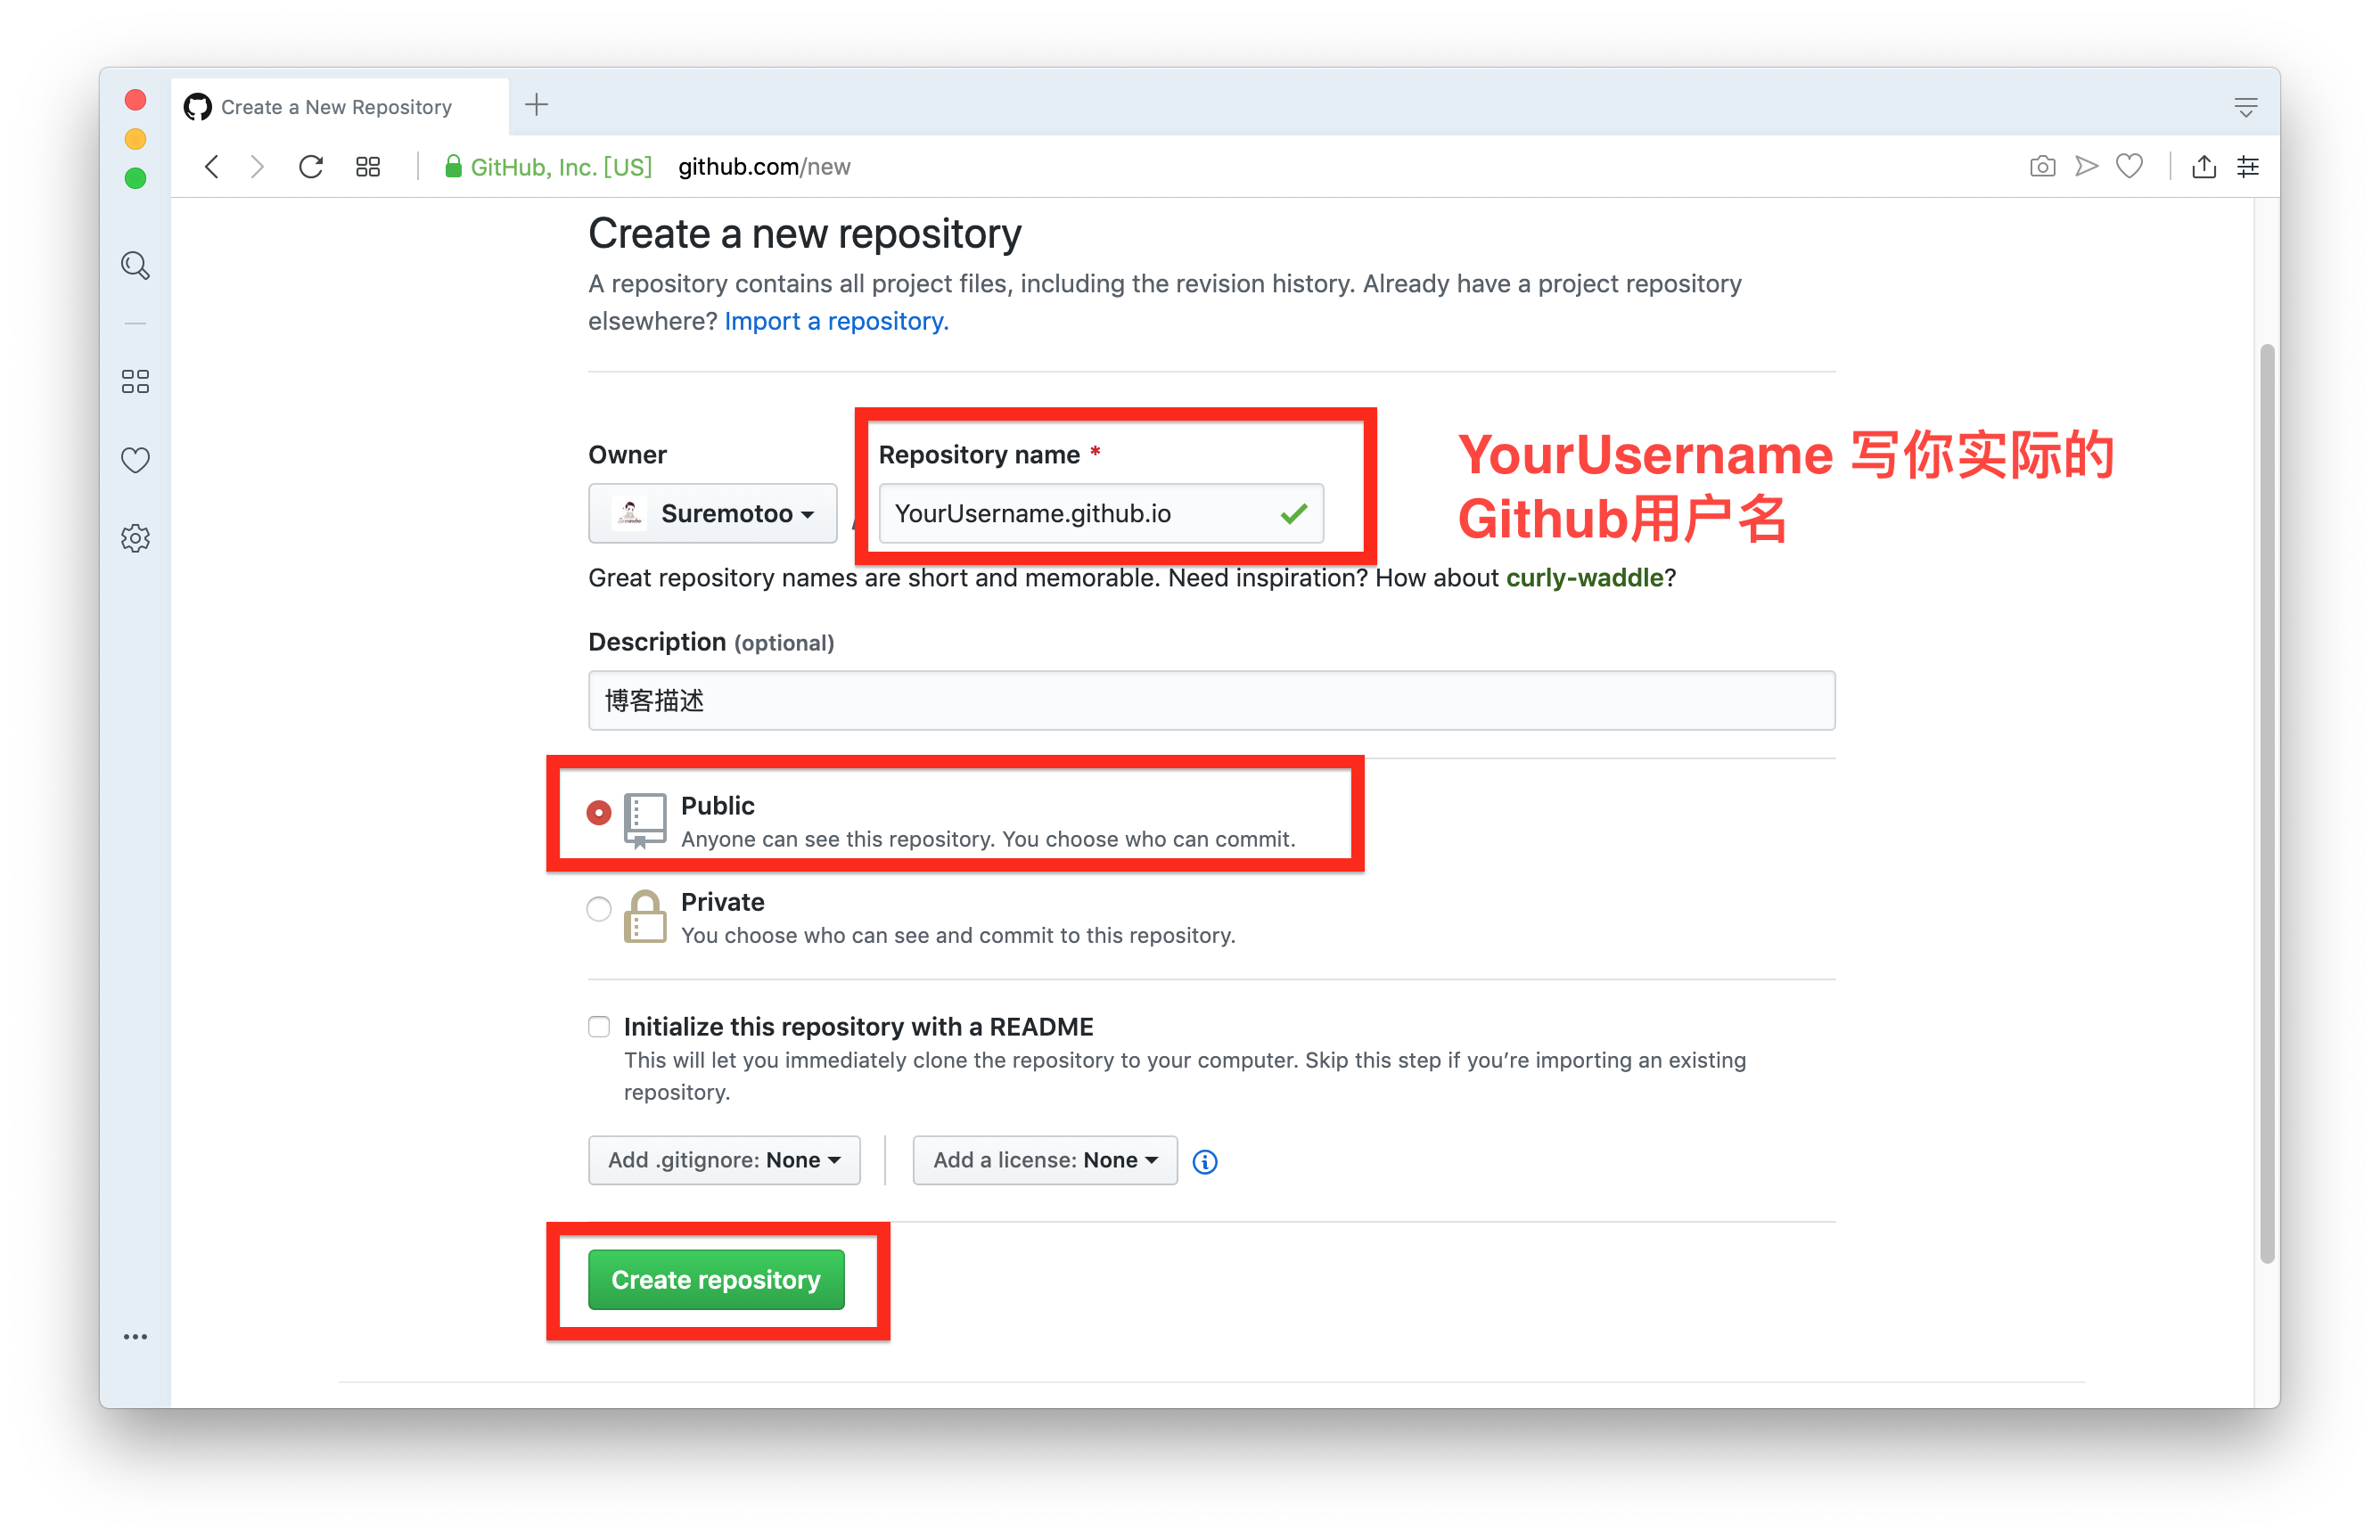 Create a New Repository
GitHub, Inc. [US] github.com/new
Create a new repository
A repository contains all project files, including the revision history. Already have a project repository
elsewhere? Import a repository.
Owner
Repository name *
YourUsername 写你实际的
Github用户名
Suremotoo
YourUsername.github.io
Great repository names are short and memorable. Need inspiration? How about curly-waddle?
Description (optional)
博客描述
Public
Anyone can see this repository. You choose who can commit.
Private
You choose who can see and commit to this repository.
Initialize this repository with a README
This will let you immediately clone the repository to your computer. Skip this step if you’re importing an existing
repository.
Add .gitignore: None
Add a license: None
Create repository